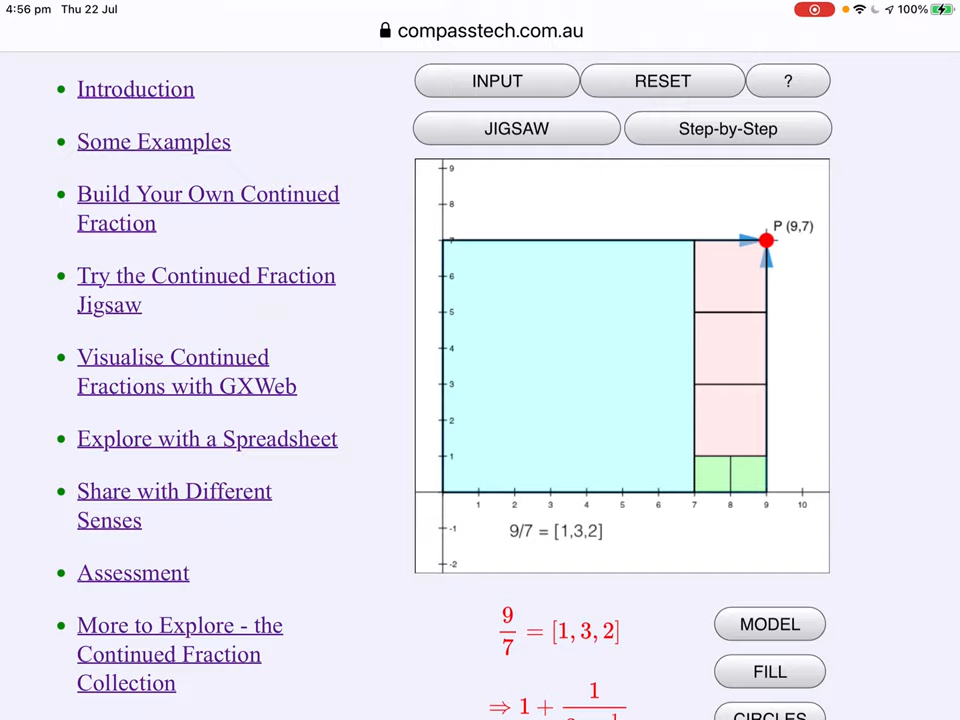 4:56 pm Thu 22 Jul
100%
compasstech.com.au
Introduction
Some Examples
Build Your Own Continued
Fraction
Try the Continued Fraction
Jigsaw
Visualise Continued
Fractions with GXWeb
Explore with a Spreadsheet
Share with Different
Senses
Assessment
More to Explore - the
Continued Fraction
Collection
INPUT
RESET
?
JIGSAW
Step-by-Step
9
8
P (9,7)
7
6
5
4
3
2
1
1 2 3 4 5 6 7 8 9 10
-1
9/7 = [1,3,2]
-2
9/7 = [1, 3, 2]
MODEL
FILL
⇒ 1 + 1
CIRCLES